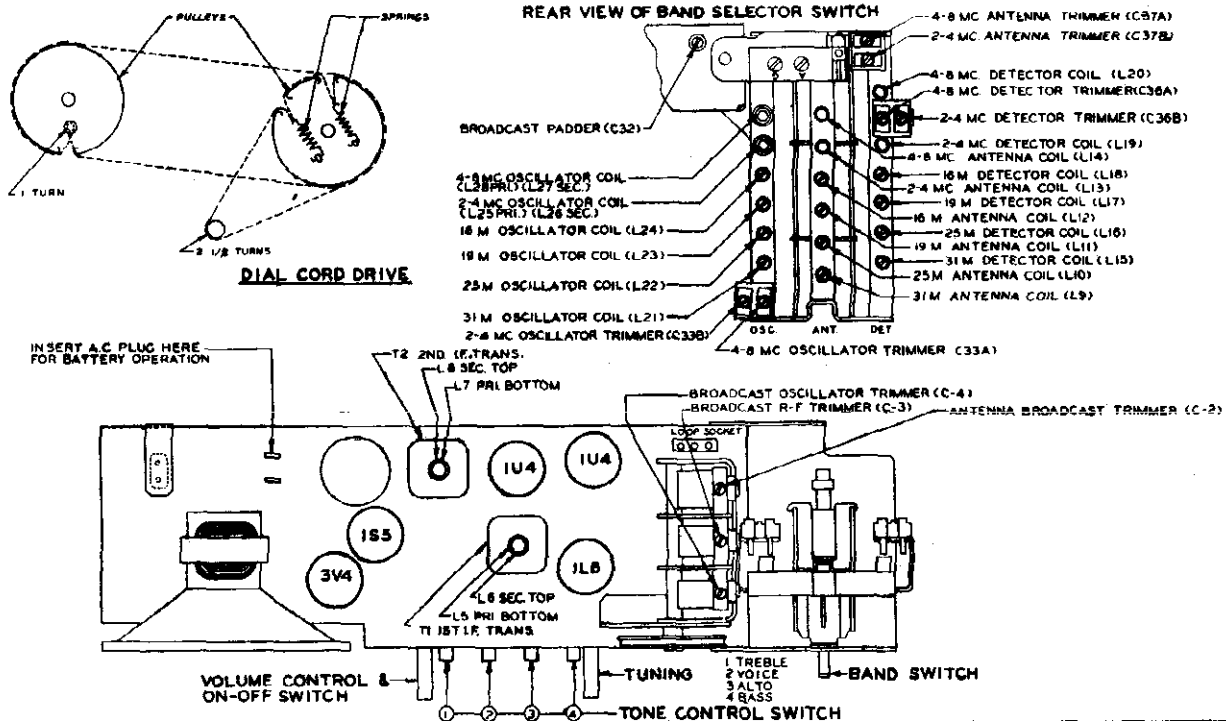 PULLEYS
SPRINGS
1 TURN
2 1/2 TURNS
DIAL CORD DRIVE
REAR VIEW OF BAND SELECTOR SWITCH
BROADCAST PADDER (C32)
4-8 MC OSCILLATOR COIL
(L28 PRI.) (L27 SEC.)
2-4 MC OSCILLATOR COIL
(L25 PRI.) (L26 SEC.)
16 M OSCILLATOR COIL (L24)
19 M OSCILLATOR COIL (L23)
25 M OSCILLATOR COIL (L22)
31 M OSCILLATOR COIL (L21)
2-4 MC OSCILLATOR TRIMMER (C33B)
4-8 MC ANTENNA TRIMMER (C37A)
2-4 MC ANTENNA TRIMMER (C37B)
4-8 MC. DETECTOR COIL (L20)
4-8 MC. DETECTOR TRIMMER (C36A)
2-4 MC DETECTOR TRIMMER (C36B)
2-4 MC DETECTOR COIL (L19)
4-8 MC ANTENNA COIL (L14)
16 M DETECTOR COIL (L18)
2-4 MC ANTENNA COIL (L13)
19 M DETECTOR COIL (L17)
16 M ANTENNA COIL (L12)
25 M DETECTOR COIL (L16)
19 M ANTENNA COIL (L11)
31 M DETECTOR COIL (L15)
25 M ANTENNA COIL (L10)
31 M ANTENNA COIL (L9)
OSC. ANT. DET
4-8 MC OSCILLATOR TRIMMER (C33A)
INSERT A.C PLUG HERE
FOR BATTERY OPERATION
T2 2ND. I.F. TRANS.
L8 SEC. TOP
L7 PRI BOTTOM
BROADCAST OSCILLATOR TRIMMER (C-4)
BROADCAST R-F TRIMMER (C-3)
ANTENNA BROADCAST TRIMMER (C-2)
LOOP SOCKET
1U4
1U4
1S5
3V4
1L6
L6 SEC. TOP
L5 PRI BOTTOM
T1 1ST I.F. TRANS
VOLUME CONTROL &
ON-OFF SWITCH
TUNING
1 TREBLE
2 VOICE
3 ALTO
4 BASS
BAND SWITCH
1 2 3 4
TONE CONTROL SWITCH